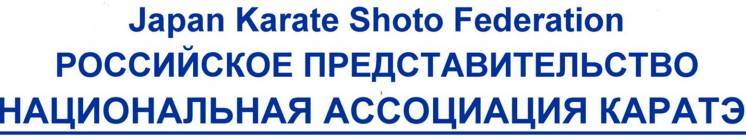 Japan Karate Shoto Federation
РОССИЙСКОЕ ПРЕДСТАВИТЕЛЬСТВО
НАЦИОНАЛЬНАЯ АССОЦИАЦИЯ КАРАТЭ